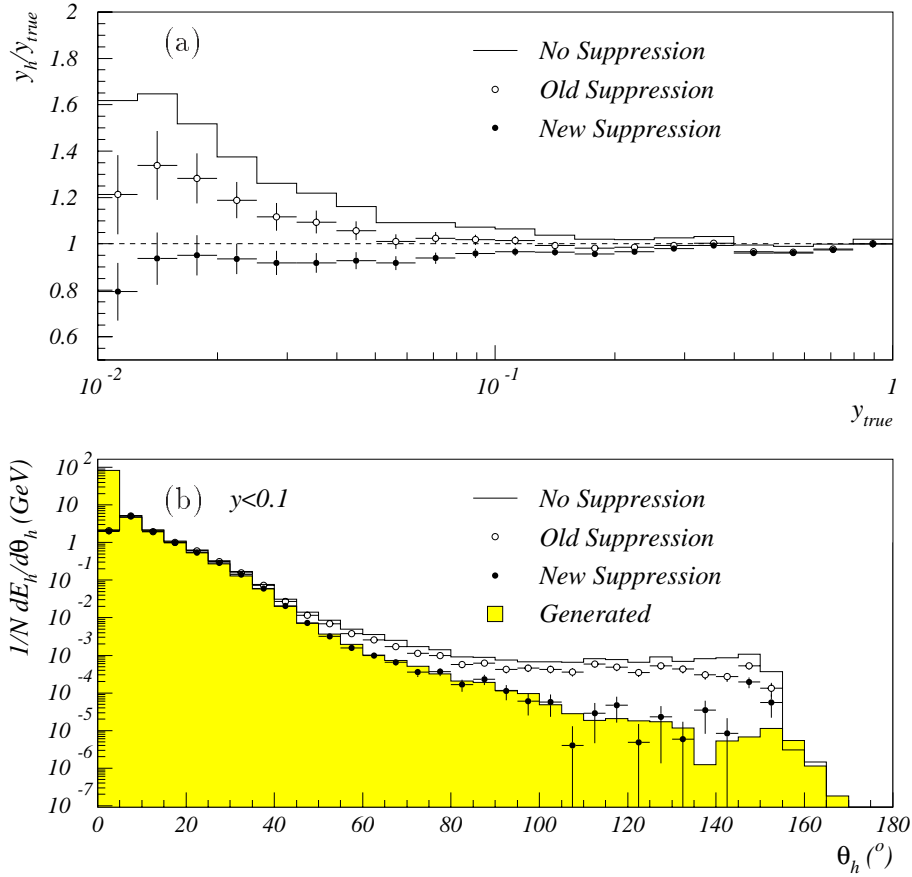 y_h/y_true
2
1.8
1.6
1.4
1.2
1
0.8
0.6
(a)
No Suppression
Old Suppression
New Suppression
10^-2
10^-1
1
y_true
1/N dE_h/dθ_h (GeV)
10^2
10
1
10^-1
10^-2
10^-3
10^-4
10^-5
10^-6
10^-7
(b) y<0.1
No Suppression
Old Suppression
New Suppression
Generated
0 20 40 60 80 100 120 140 160 180
θ_h (°)